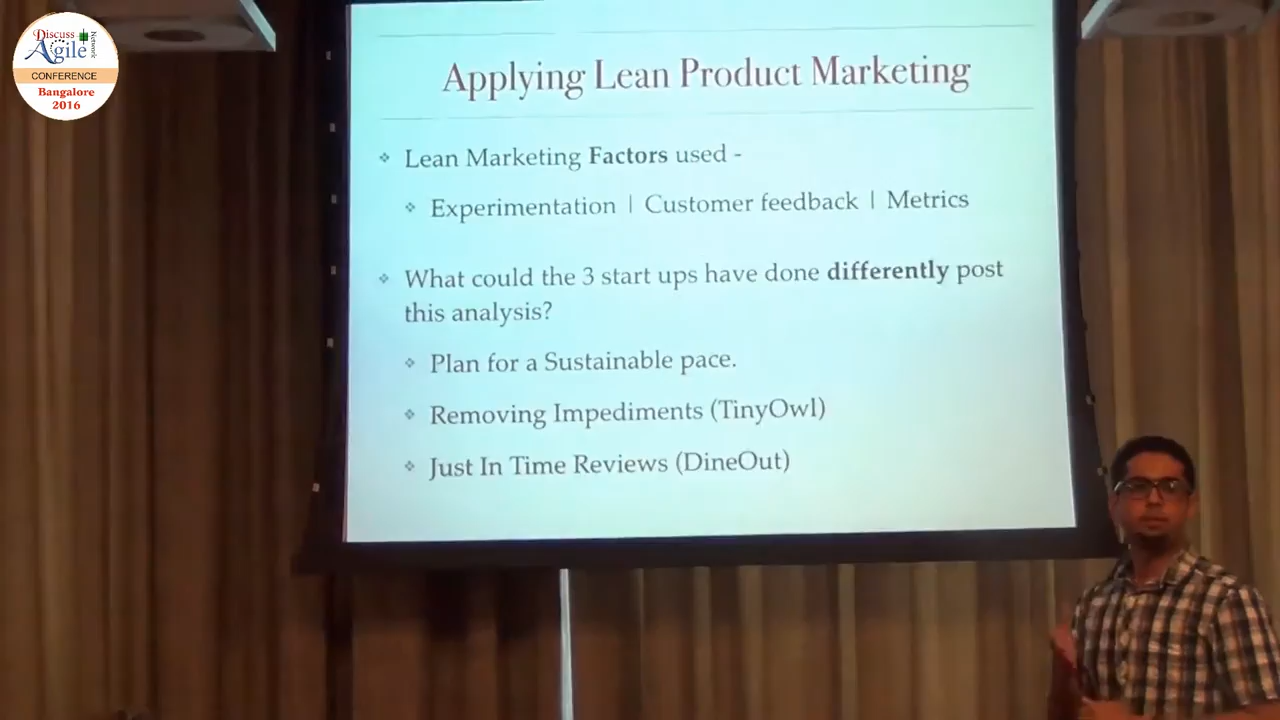 Discuss
Agile
Network
CONFERENCE
Bangalore
2016
Applying Lean Product Marketing
Lean Marketing Factors used -
Experimentation | Customer feedback | Metrics
What could the 3 start ups have done differently post
this analysis?
Plan for a Sustainable pace.
Removing Impediments (TinyOwl)
Just In Time Reviews (DineOut)